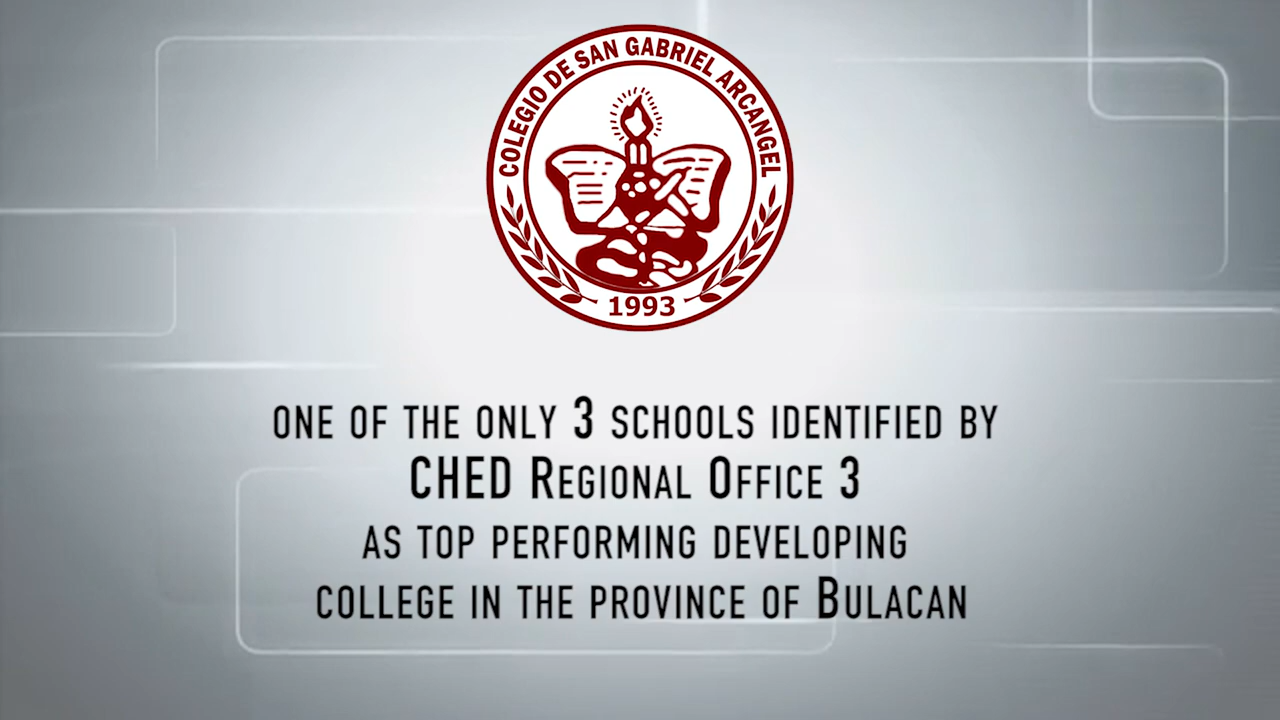 COLEGIO DE SAN GABRIEL ARCANGEL
1993
ONE OF THE ONLY 3 SCHOOLS IDENTIFIED BY
CHED REGIONAL OFFICE 3
AS TOP PERFORMING DEVELOPING
COLLEGE IN THE PROVINCE OF BULACAN